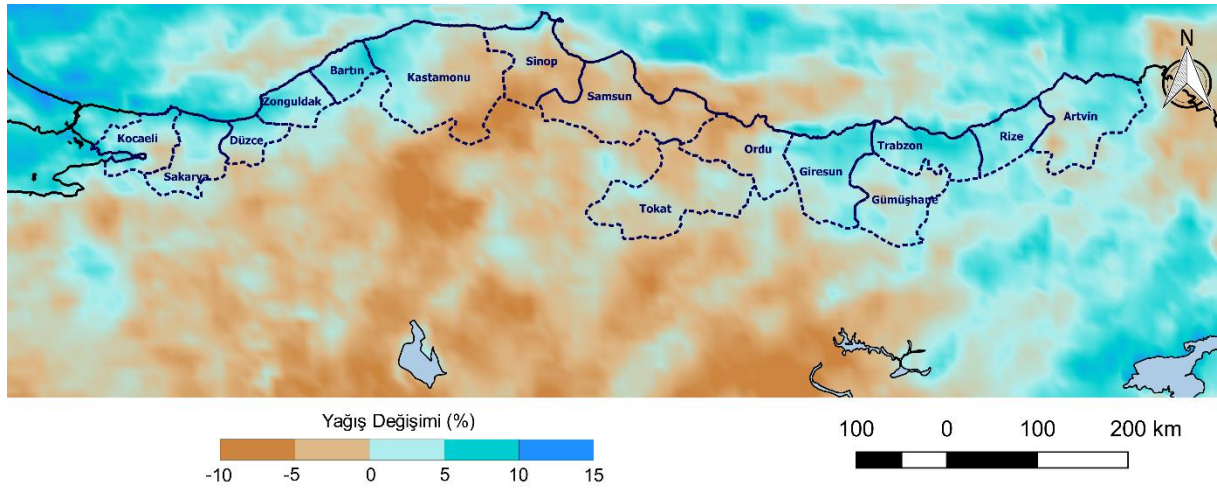 N
Bartın
Sinop
Kastamonu
Zonguldak
Samsun
Artvin
Kocaeli
Düzce
Ordu
Trabzon
Rize
Sakarya
Giresun
Gümüşhane
Tokat
Yağış Değişimi (%)
-10 -5 0 5 10 15
100 0 100 200 km